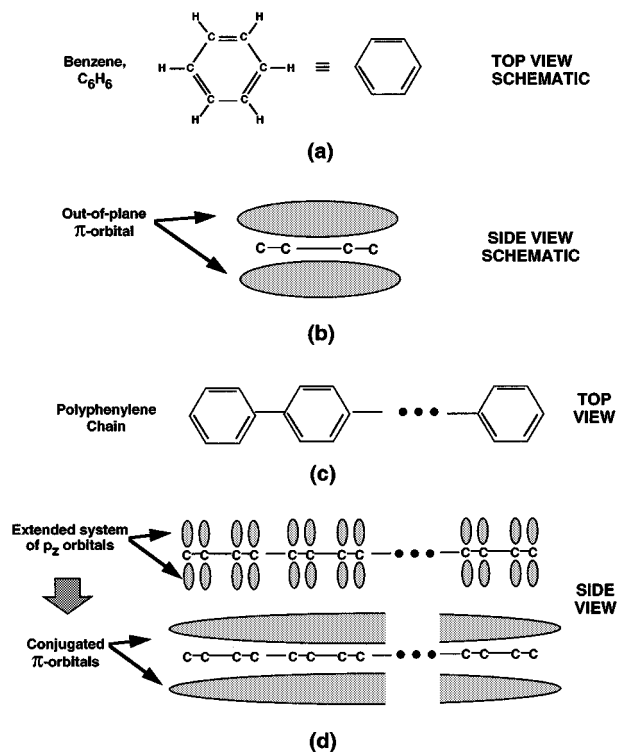 Benzene,
C₆H₆
H H
C=C
H—C C—H
C—C
H H
≡
TOP VIEW
SCHEMATIC
(a)
Out-of-plane
π-orbital
C–C——C–C
SIDE VIEW
SCHEMATIC
(b)
Polyphenylene
Chain
TOP
VIEW
(c)
Extended system
of pz orbitals
C–C–C–C–C–C–C–C–•••–C–C–C–C
SIDE
VIEW
Conjugated
π-orbitals
C–C–C–C–C–C–C–C–•••–C–C–C–C
(d)